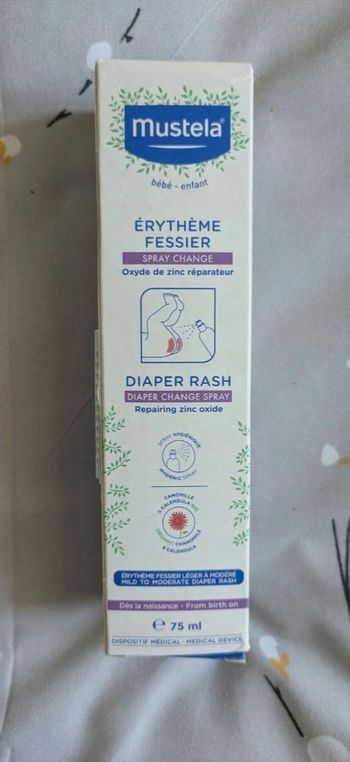 mustela®
bébé - enfant
ÉRYTHÈME
FESSIER
SPRAY CHANGE
Oxyde de zinc réparateur
DIAPER RASH
DIAPER CHANGE SPRAY
Repairing zinc oxide
SPRAY HYGIÉNIQUE
HYGIENIC SPRAY
CAMOMILLE
& CALENDULA BIO
ORGANIC CHAMOMILE
& CALENDULA
ÉRYTHÈME FESSIER LÉGER À MODÉRÉ
MILD TO MODERATE DIAPER RASH
Dès la naissance - From birth on
℮ 75 ml
DISPOSITIF MÉDICAL - MEDICAL DEVICE